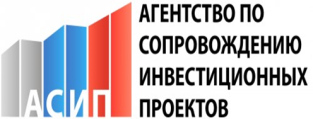 АГЕНТСТВО ПО
СОПРОВОЖДЕНИЮ
ИНВЕСТИЦИОННЫХ
ПРОЕКТОВ
АСИП